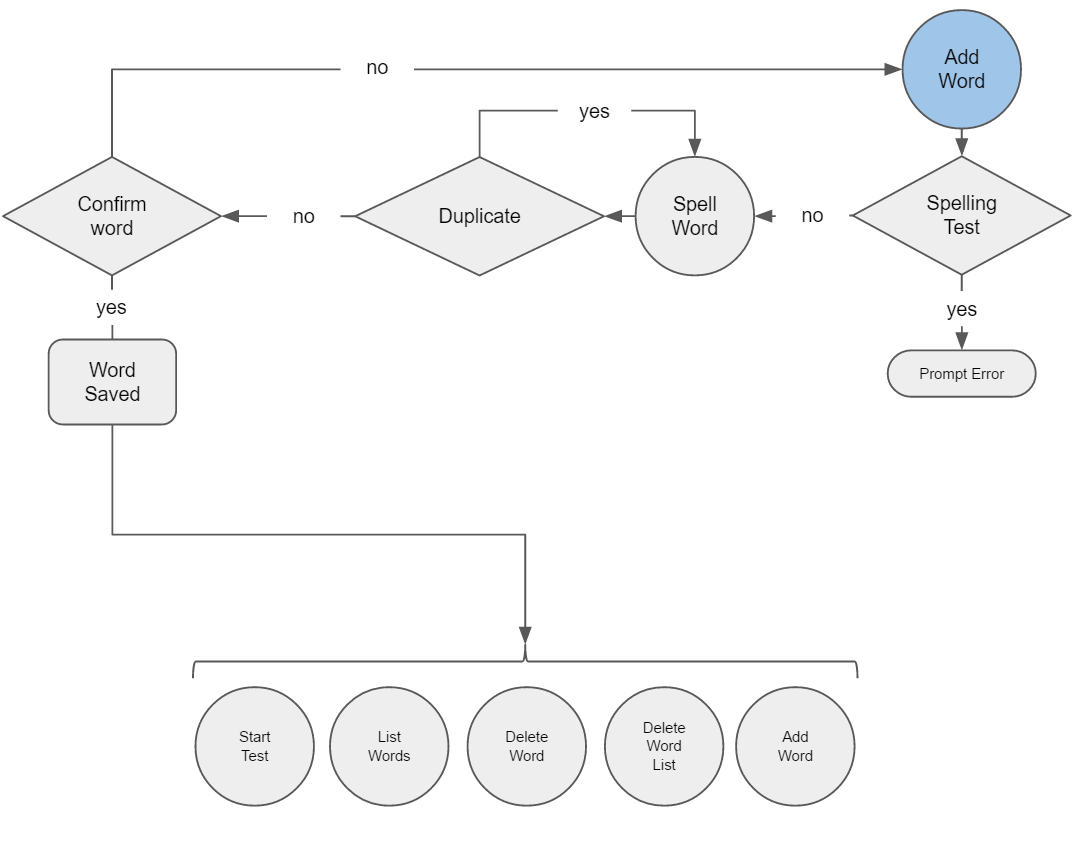 no
Add
Word
yes
Confirm
word
no
Duplicate
Spell
Word
no
Spelling
Test
yes
yes
Word
Saved
Prompt Error
Start
Test
List
Words
Delete
Word
Delete
Word
List
Add
Word